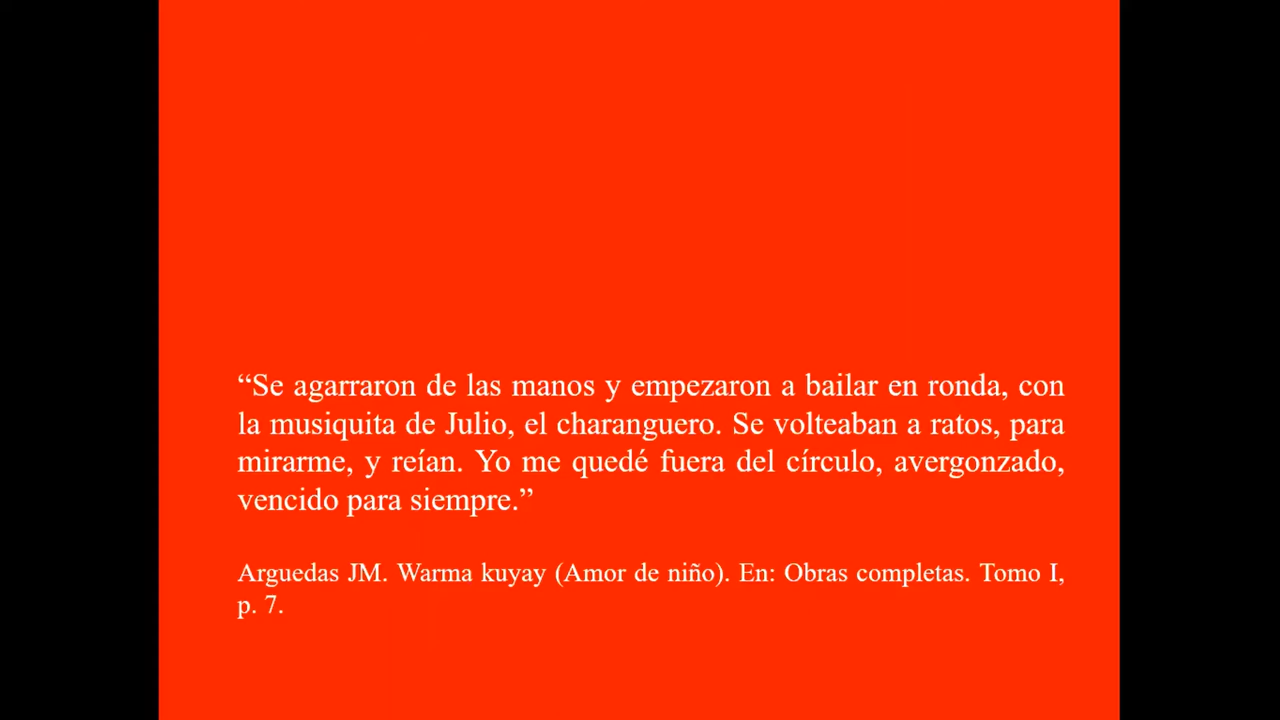 “Se agarraron de las manos y empezaron a bailar en ronda, con
la musiquita de Julio, el charanguero. Se volteaban a ratos, para
mirarme, y reían. Yo me quedé fuera del círculo, avergonzado,
vencido para siempre.”
Arguedas JM. Warma kuyay (Amor de niño). En: Obras completas. Tomo I,
p. 7.